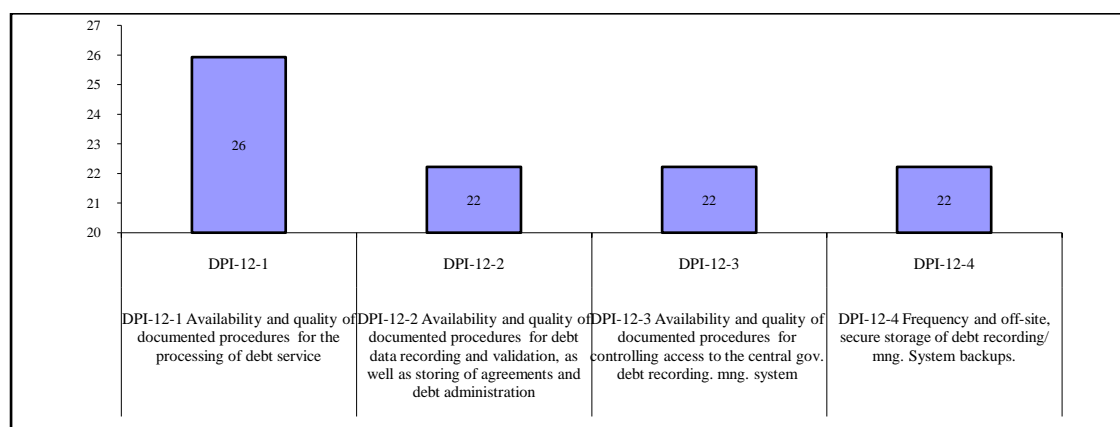 27
26
25
24
23
22
21
20
26
22
22
22
DPI-12-1
DPI-12-2
DPI-12-3
DPI-12-4
DPI-12-1 Availability and quality of
documented procedures for the
processing of debt service
DPI-12-2 Availability and quality of
documented procedures for debt
data recording and validation, as
well as storing of agreements and
debt administration
DPI-12-3 Availability and quality of
documented procedures for
controlling access to the central gov.
debt recording. mng. system
DPI-12-4 Frequency and off-site,
secure storage of debt recording/
mng. System backups.